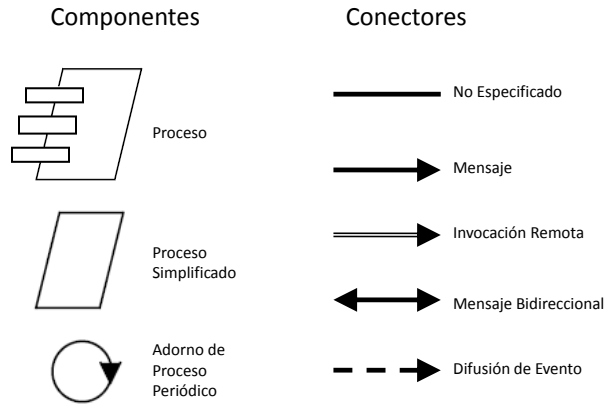 Componentes
Conectores
Proceso
Proceso
Simplificado
Adorno de
Proceso
Periódico
No Especificado
Mensaje
Invocación Remota
Mensaje Bidireccional
Difusión de Evento